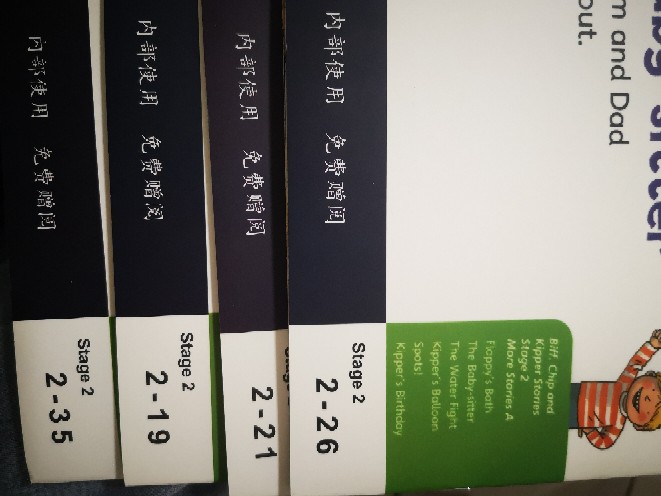 内部使用 免费赠阅
Stage 2
2-35
内部使用 免费赠阅
Stage 2
2-19
内部使用 免费赠阅
2-21
内部使用 免费赠阅
Stage 2
2-26
m and Dad
out.
Biff, Chip and
Kipper Stories
Stage 2
More Stories A
Floppy's Bath
The Baby-sitter
The Water Fight
Kipper's Balloon
Spots!
Kipper's Birthday